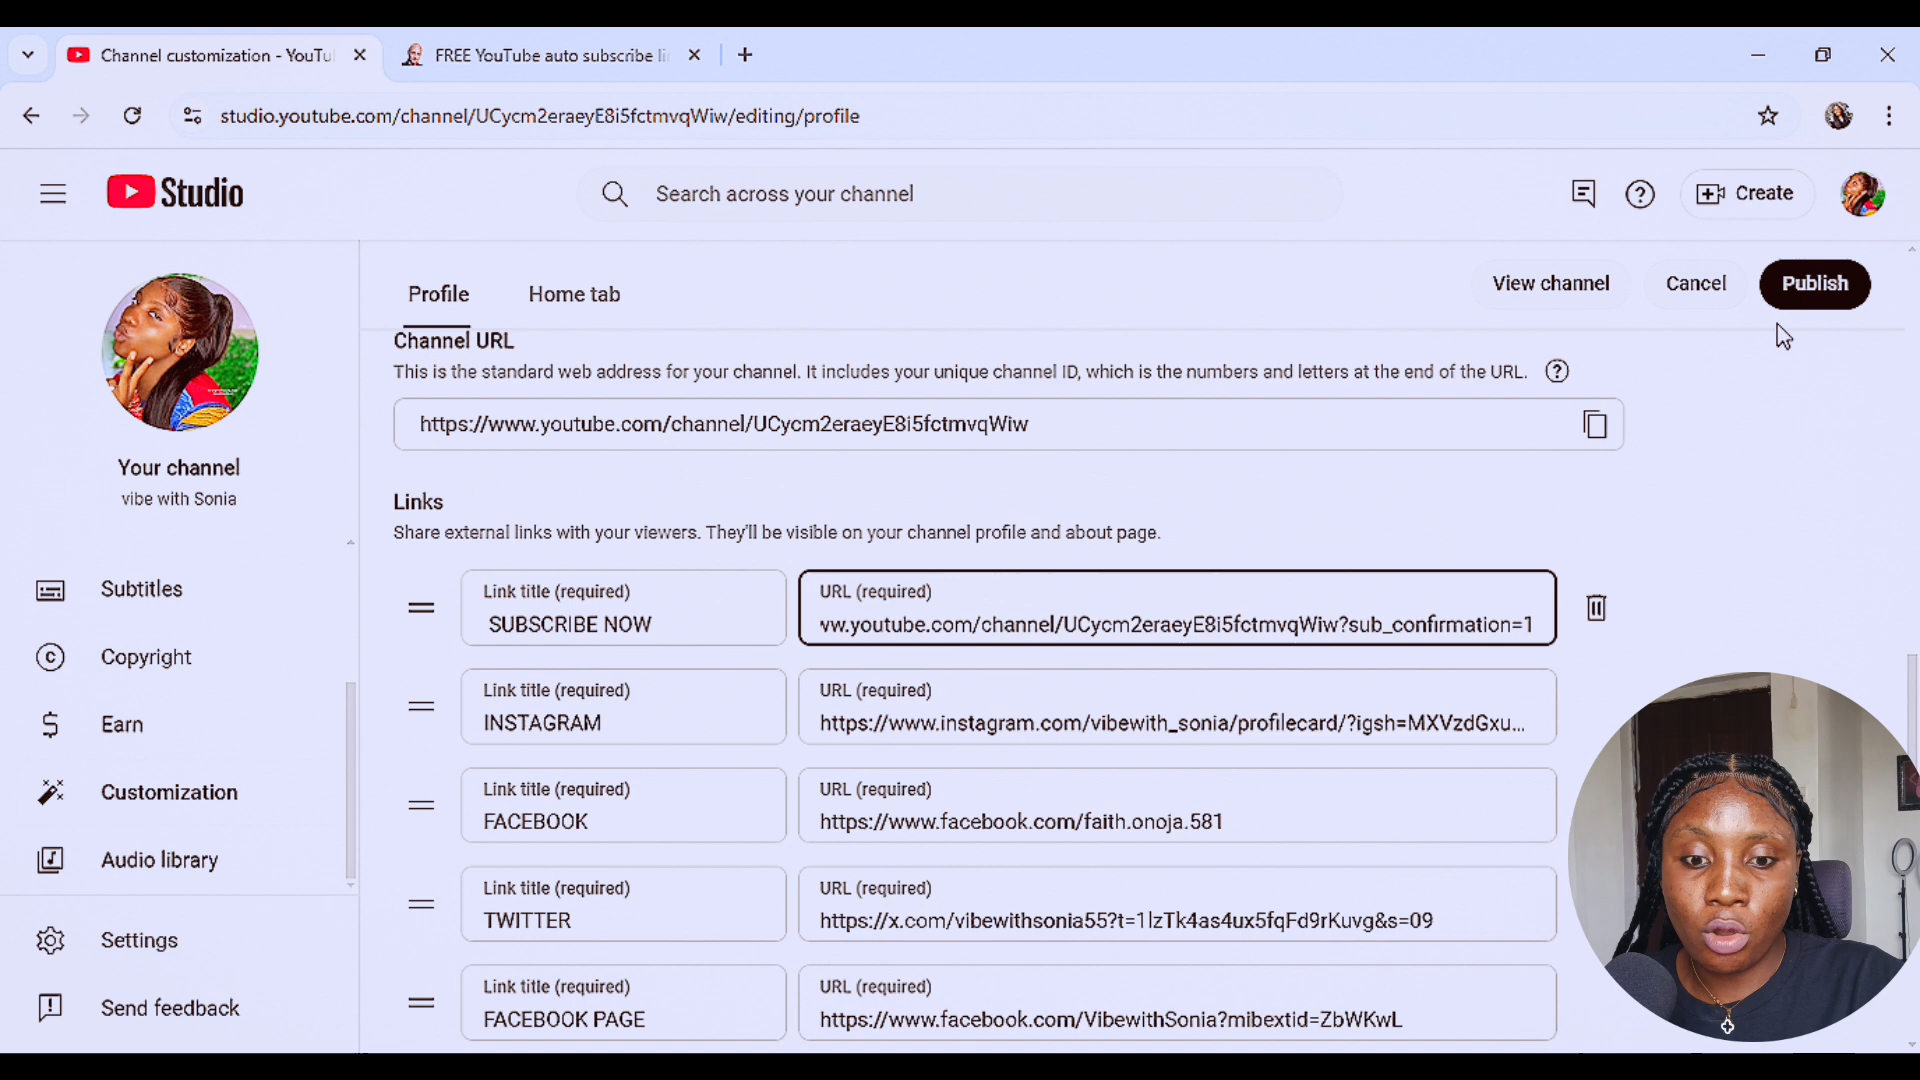 Channel customization - YouTu
FREE YouTube auto subscribe li
studio.youtube.com/channel/UCycm2eraeyE8i5fctmvqWiw/editing/profile
Studio
Search across your channel
Create
Profile
Home tab
View channel
Cancel
Publish
Your channel
vibe with Sonia
Subtitles
Copyright
Earn
Customization
Audio library
Settings
Send feedback
Channel URL
This is the standard web address for your channel. It includes your unique channel ID, which is the numbers and letters at the end of the URL.
https://www.youtube.com/channel/UCycm2eraeyE8i5fctmvqWiw
Links
Share external links with your viewers. They'll be visible on your channel profile and about page.
Link title (required)
SUBSCRIBE NOW
URL (required)
ww.youtube.com/channel/UCycm2eraeyE8i5fctmvqWiw?sub_confirmation=1
Link title (required)
INSTAGRAM
URL (required)
https://www.instagram.com/vibewith_sonia/profilecard/?igsh=MXVzdGxu...
Link title (required)
FACEBOOK
URL (required)
https://www.facebook.com/faith.onoja.581
Link title (required)
TWITTER
URL (required)
https://x.com/vibewithsonia55?t=1lzTk4as4ux5fqFd9rKuvg&s=09
Link title (required)
FACEBOOK PAGE
URL (required)
https://www.facebook.com/VibewithSonia?mibextid=ZbWKwL